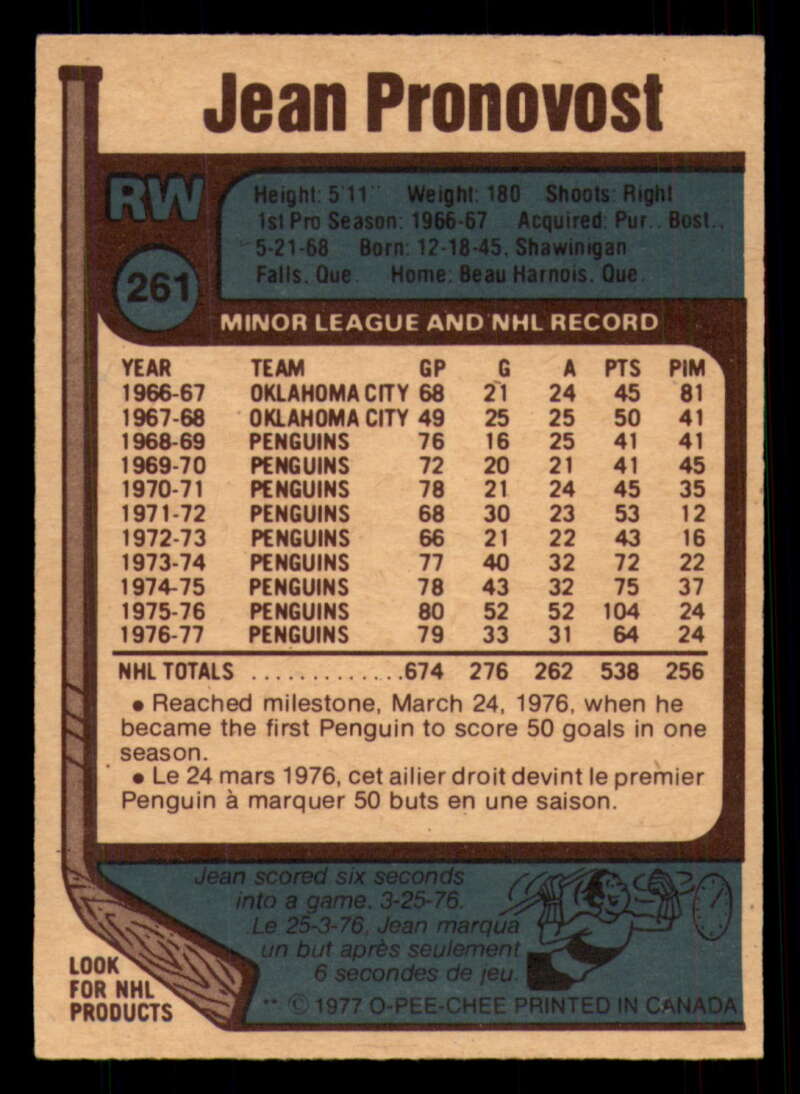 Jean Pronovost
RW
Height: 5'11" Weight: 180 Shoots: Right
1st Pro Season: 1966-67 Acquired: Pur., Bost.,
5-21-68 Born: 12-18-45, Shawinigan
Falls, Que. Home: Beau Harnois, Que.
261
MINOR LEAGUE AND NHL RECORD
YEAR TEAM GP G A PTS PIM
1966-67 OKLAHOMA CITY 68 21 24 45 81
1967-68 OKLAHOMA CITY 49 25 25 50 41
1968-69 PENGUINS 76 16 25 41 41
1969-70 PENGUINS 72 20 21 41 45
1970-71 PENGUINS 78 21 24 45 35
1971-72 PENGUINS 68 30 23 53 12
1972-73 PENGUINS 66 21 22 43 16
1973-74 PENGUINS 77 40 32 72 22
1974-75 PENGUINS 78 43 32 75 37
1975-76 PENGUINS 80 52 52 104 24
1976-77 PENGUINS 79 33 31 64 24
NHL TOTALS .............674 276 262 538 256
• Reached milestone, March 24, 1976, when he
became the first Penguin to score 50 goals in one
season.
• Le 24 mars 1976, cet ailier droit devint le premier
Penguin à marquer 50 buts en une saison.
Jean scored six seconds
into a game, 3-25-76.
Le 25-3-76, Jean marqua
un but après seulement
6 secondes de jeu.
LOOK
FOR NHL
PRODUCTS
** © 1977 O-PEE-CHEE PRINTED IN CANADA